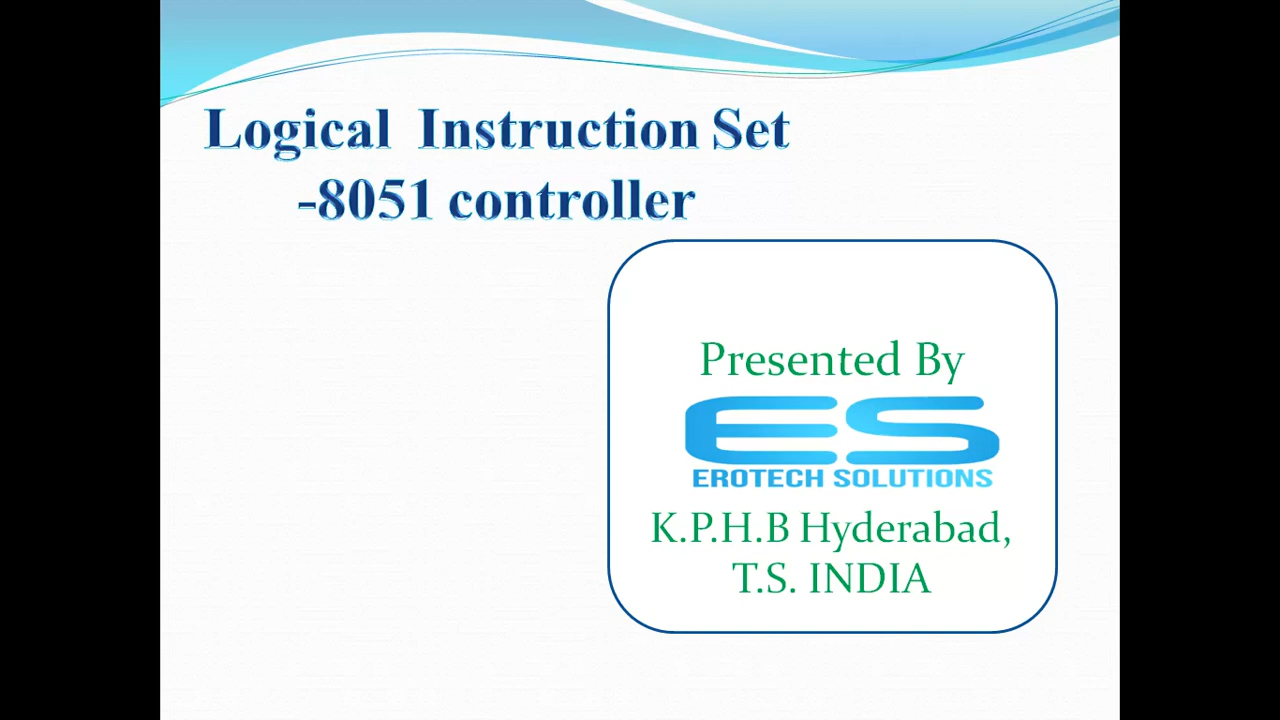 Logical Instruction Set
-8051 controller
Presented By
ES
EROTECH SOLUTIONS
K.P.H.B Hyderabad,
T.S. INDIA